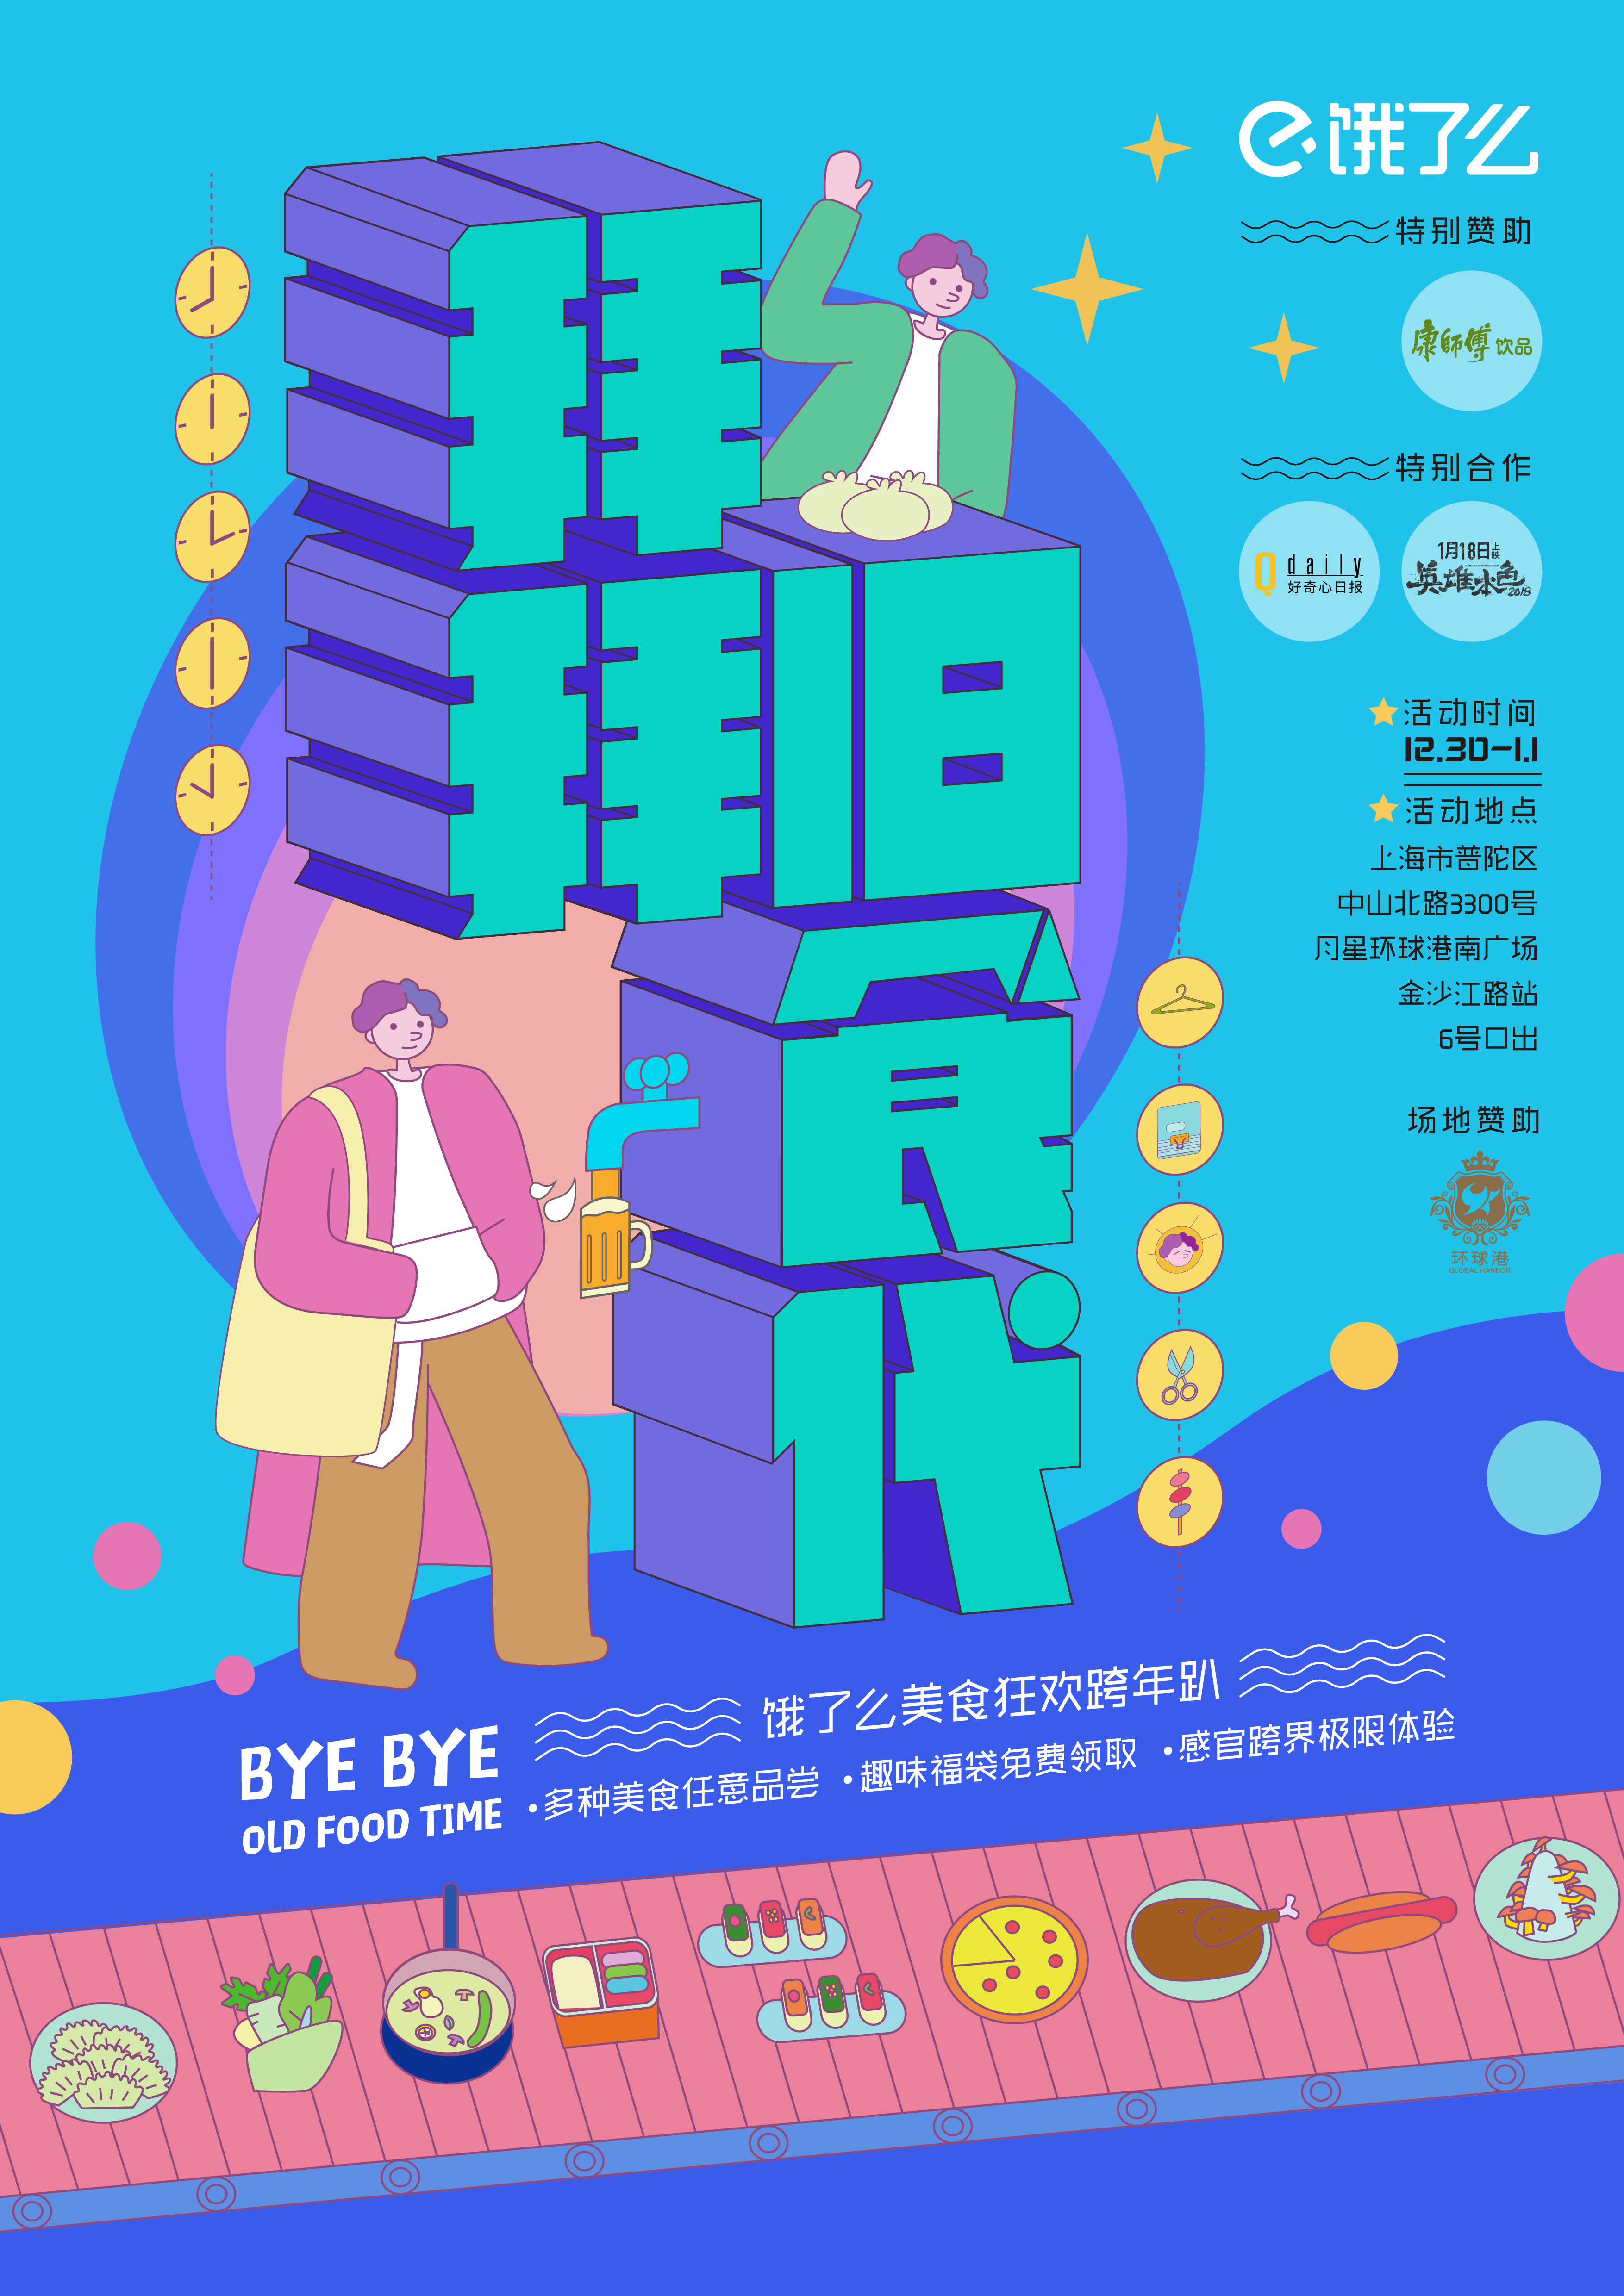 饿了么
特别赞助
康師傅 饮品
特别合作
Q daily
好奇心日报
1月18日上映
英雄本色
2018
活动时间
12.30-1.1
活动地点
上海市普陀区
中山北路3300号
月星环球港南广场
金沙江路站
6号口出
场地赞助
环球港
GLOBAL HARBOR
拜拜旧食代
饿了么美食狂欢跨年趴
BYE BYE
OLD FOOD TIME
•多种美食任意品尝 •趣味福袋免费领取 •感官跨界极限体验